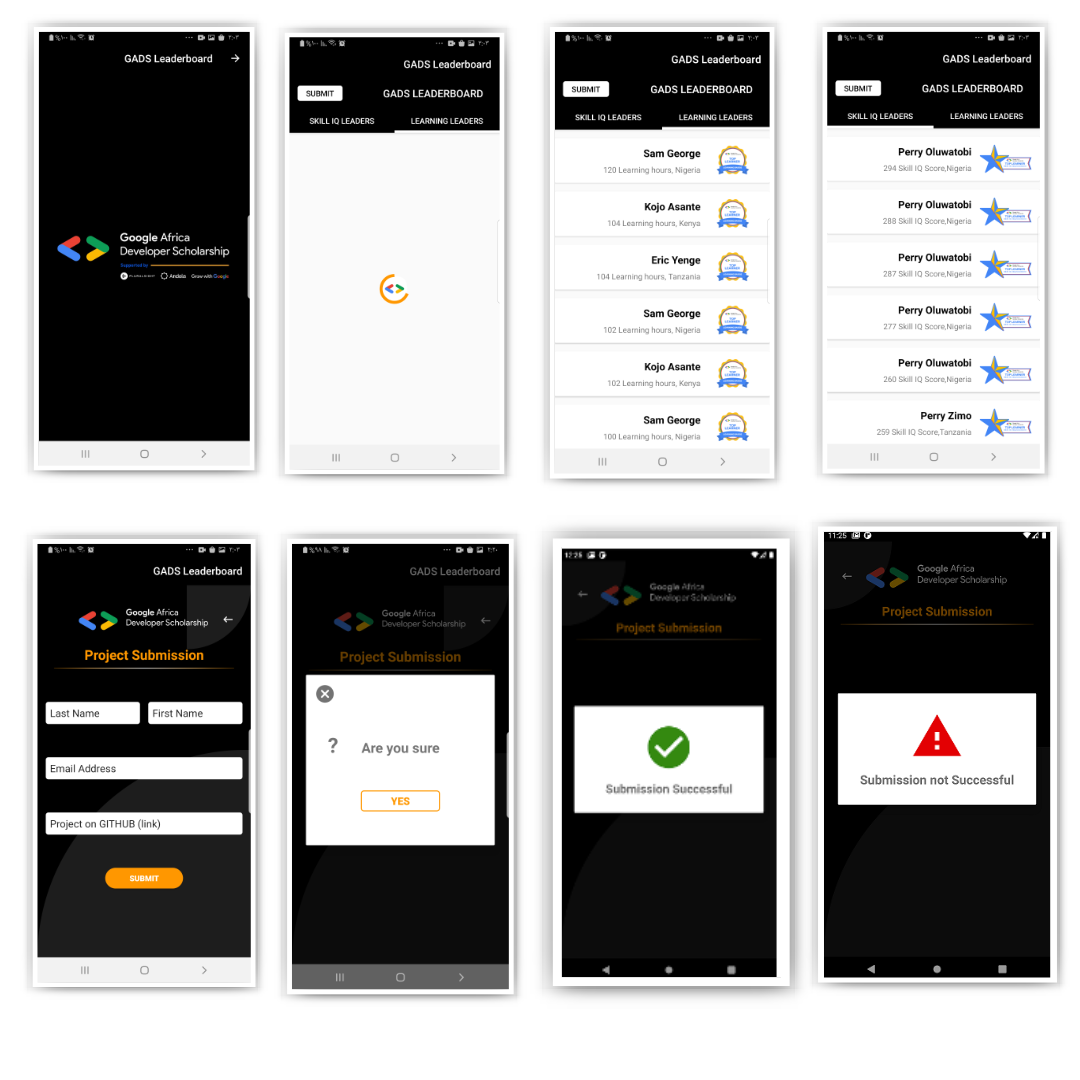 GADS Leaderboard
Google Africa
Developer Scholarship
Supported by
Andela Grow with Google
GADS Leaderboard
SUBMIT GADS LEADERBOARD
SKILL IQ LEADERS LEARNING LEADERS
GADS Leaderboard
SUBMIT GADS LEADERBOARD
SKILL IQ LEADERS LEARNING LEADERS
Sam George
120 Learning hours, Nigeria
Kojo Asante
104 Learning hours, Kenya
Eric Yenge
104 Learning hours, Tanzania
Sam George
102 Learning hours, Nigeria
Kojo Asante
102 Learning hours, Kenya
Sam George
100 Learning hours, Nigeria
GADS Leaderboard
SUBMIT GADS LEADERBOARD
SKILL IQ LEADERS LEARNING LEADERS
Perry Oluwatobi
294 Skill IQ Score,Nigeria
Perry Oluwatobi
288 Skill IQ Score,Nigeria
Perry Oluwatobi
287 Skill IQ Score,Nigeria
Perry Oluwatobi
277 Skill IQ Score,Nigeria
Perry Oluwatobi
260 Skill IQ Score,Nigeria
Perry Zimo
259 Skill IQ Score,Tanzania
GADS Leaderboard
Google Africa
Developer Scholarship
Project Submission
Last Name First Name
Email Address
Project on GITHUB (link)
SUBMIT
GADS Leaderboard
Google Africa
Developer Scholarship
Project Submission
? Are you sure
YES
12:25
Google Africa
Developer Scholarship
Project Submission
Submission Successful
11:25
Google Africa
Developer Scholarship
Project Submission
Submission not Successful